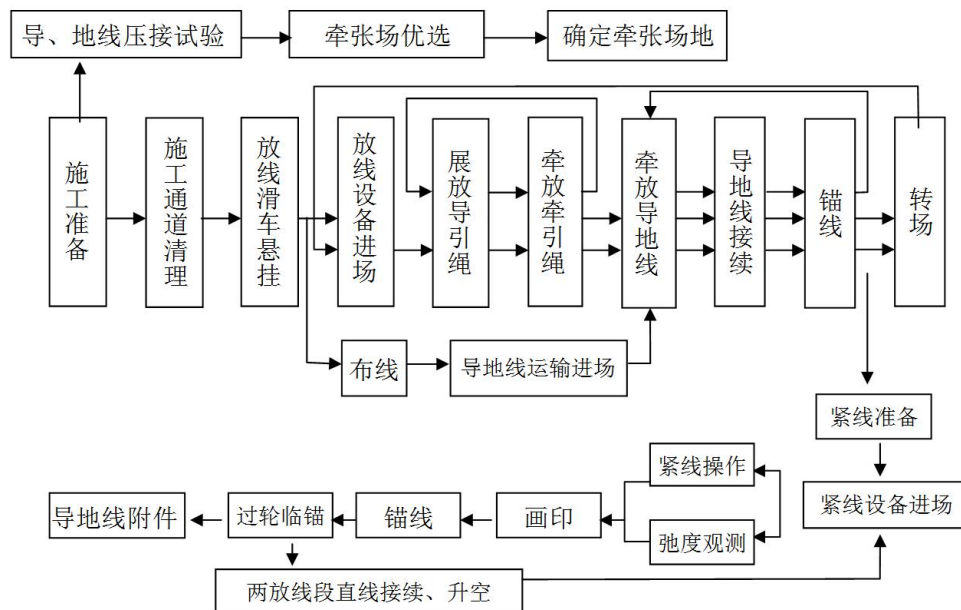 导、地线压接试验
牵张场优选
确定牵张场地
施工准备
施工通道清理
放线滑车悬挂
放线设备进场
展放导引绳
牵放牵引绳
牵放导地线
导地线接续
锚线
转场
布线
导地线运输进场
紧线准备
紧线操作
紧线设备进场
导地线附件
过轮临锚
锚线
画印
弛度观测
两放线段直线接续、升空